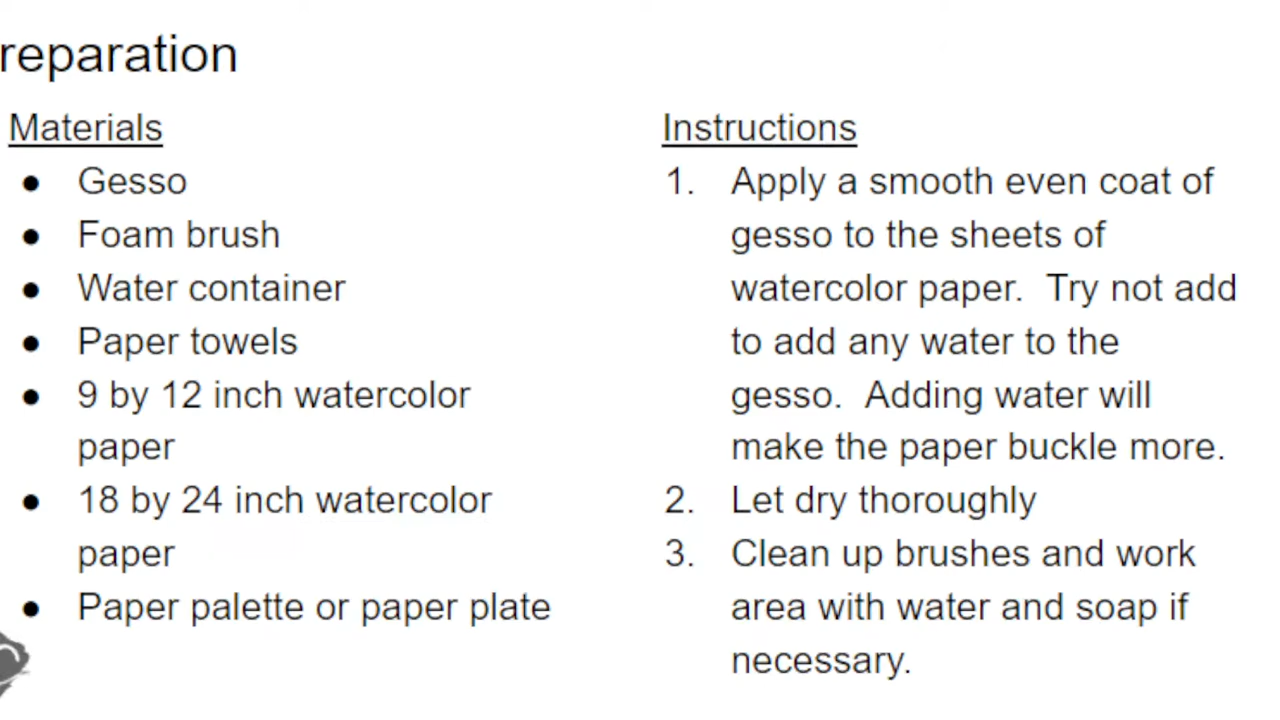 reparation
Materials
● Gesso
● Foam brush
● Water container
● Paper towels
● 9 by 12 inch watercolor
paper
● 18 by 24 inch watercolor
paper
● Paper palette or paper plate
Instructions
1. Apply a smooth even coat of
gesso to the sheets of
watercolor paper.  Try not add
to add any water to the
gesso.  Adding water will
make the paper buckle more.
2. Let dry thoroughly
3. Clean up brushes and work
area with water and soap if
necessary.